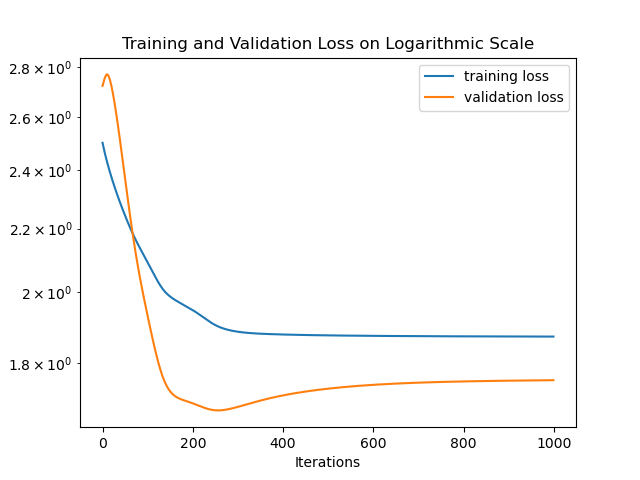 Training and Validation Loss on Logarithmic Scale
training loss
validation loss
2.8 × 10⁰
2.6 × 10⁰
2.4 × 10⁰
2.2 × 10⁰
2 × 10⁰
1.8 × 10⁰
0 200 400 600 800 1000
Iterations